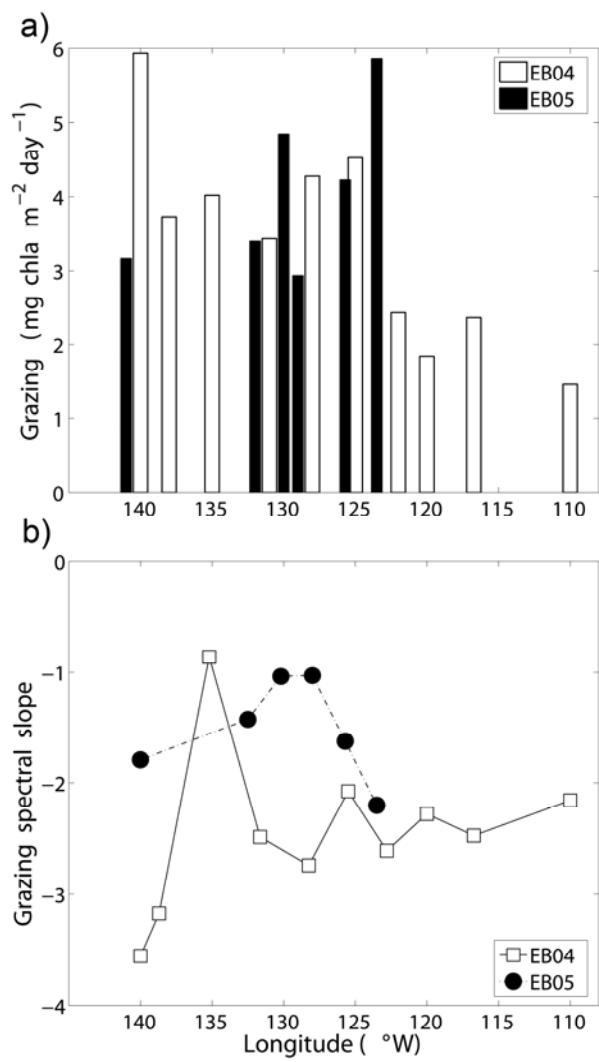 a)
Grazing (mg chla m−2 day−1)
6
5
4
3
2
1
0
EB04
EB05
140 135 130 125 120 115 110
b)
Grazing spectral slope
0
−1
−2
−3
−4
EB04
EB05
140 135 130 125 120 115 110
Longitude ( °W)